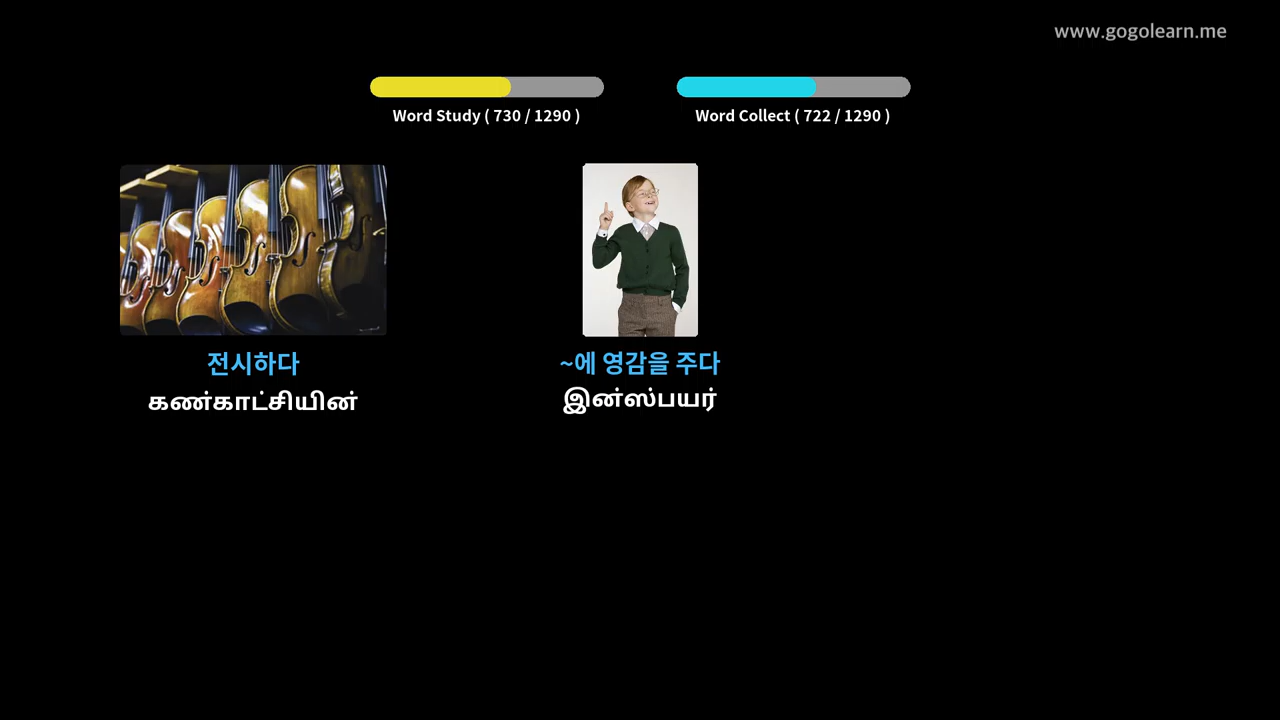 www.gogolearn.me
Word Study ( 730 / 1290 )
Word Collect ( 722 / 1290 )
전시하다
கண்காட்சியின்
~에 영감을 주다
இன்ஸ்பயர்